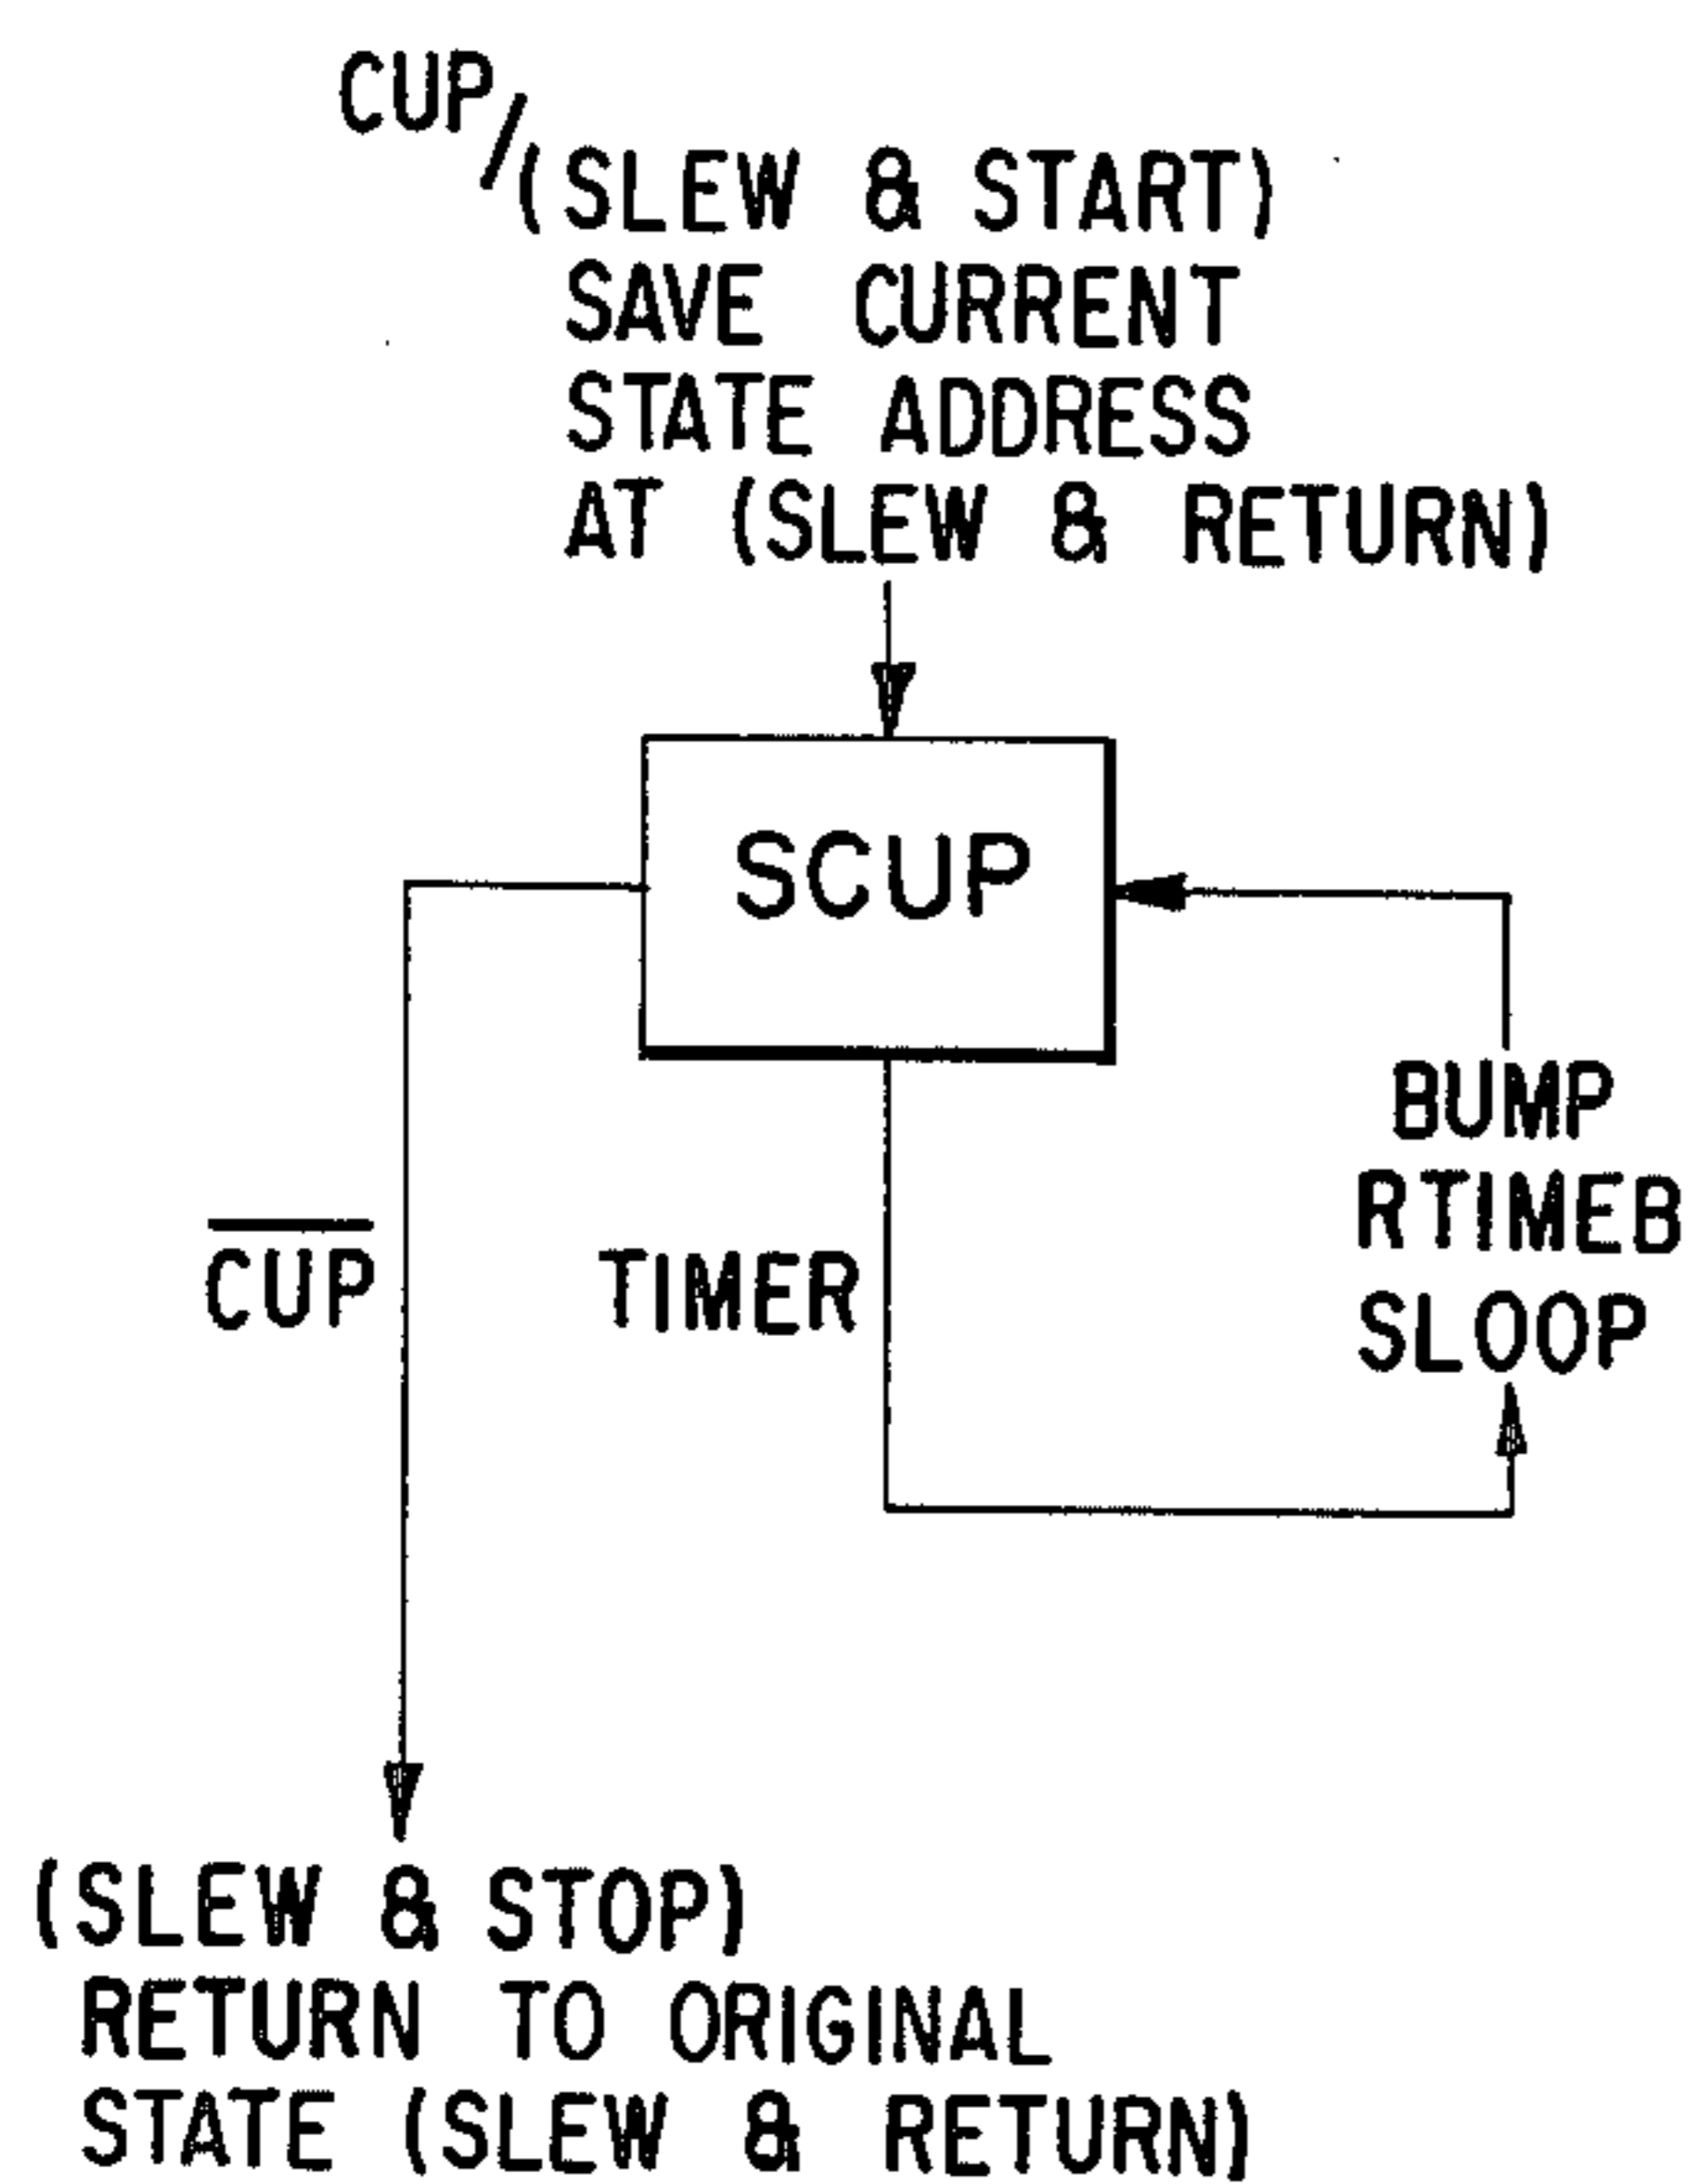 CUP/(SLEW & START)
SAVE CURRENT
STATE ADDRESS
AT (SLEW & RETURN)
SCUP
BUMP
RTIMEB
SLOOP
C̅U̅P̅
TIMER
(SLEW & STOP)
RETURN TO ORIGINAL
STATE (SLEW & RETURN)